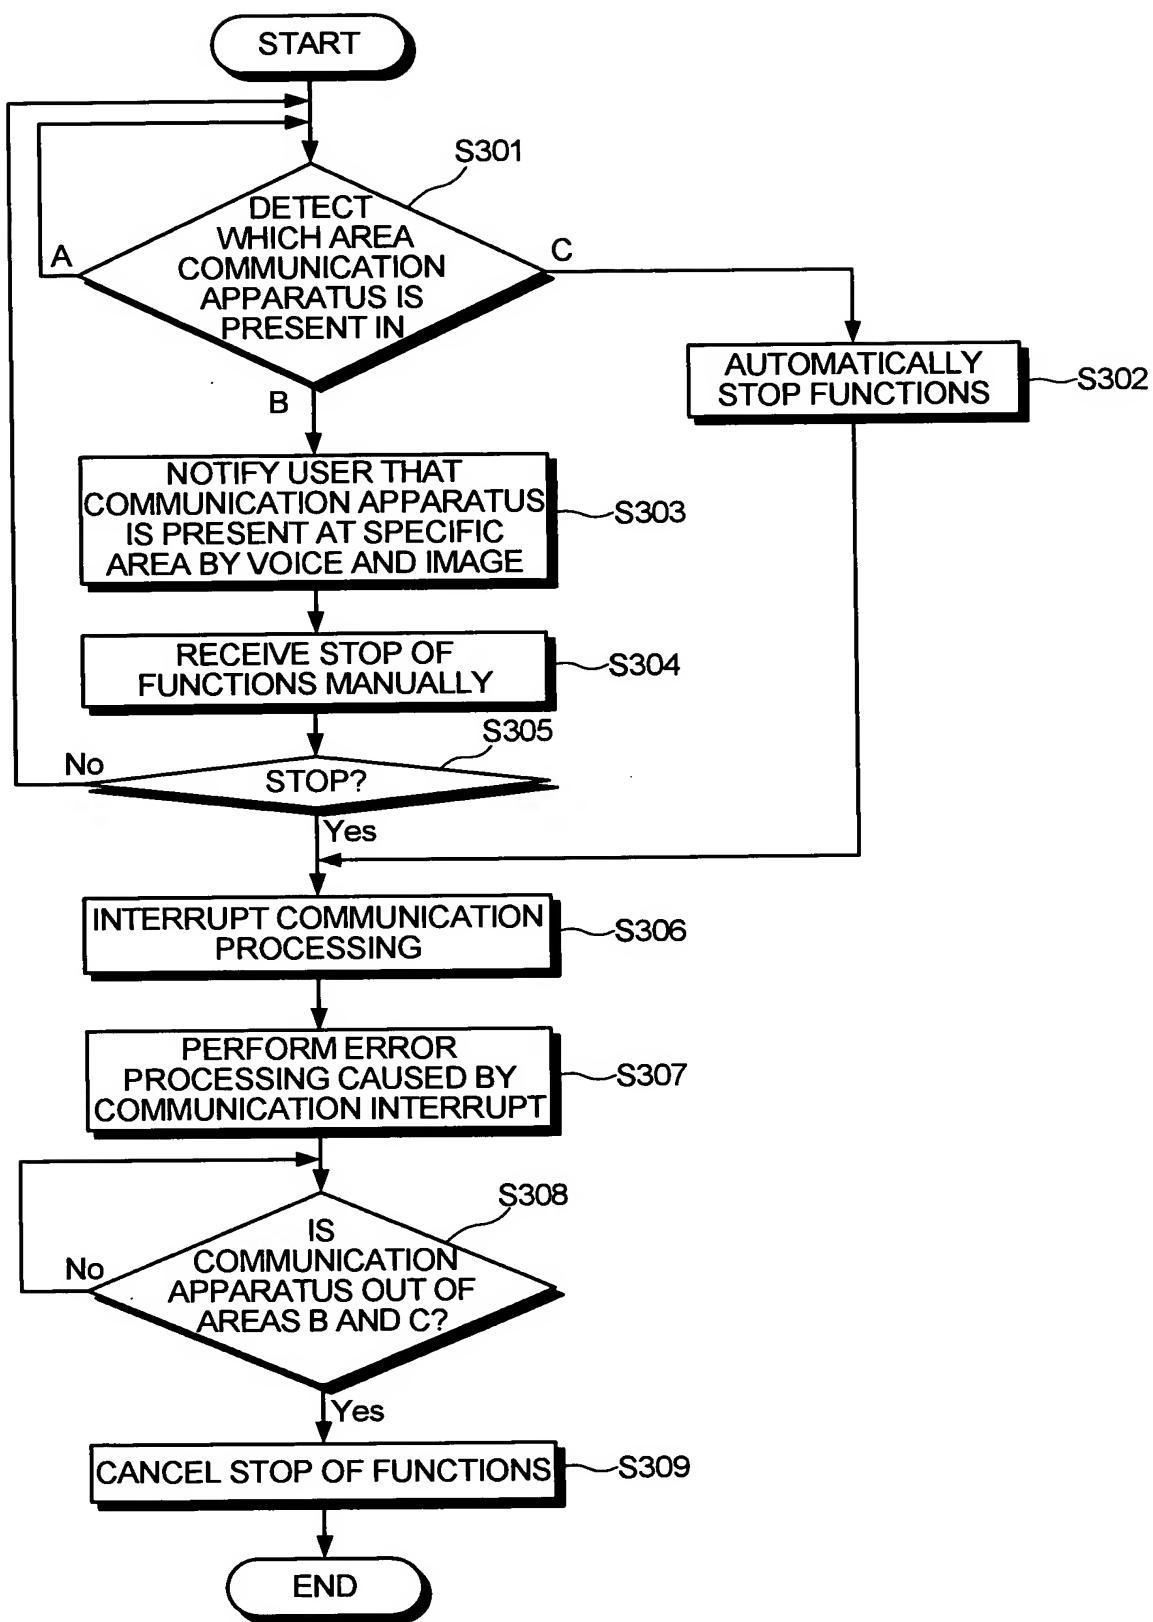 START
S301
DETECT
WHICH AREA
COMMUNICATION
APPARATUS IS
PRESENT IN
A
C
B
AUTOMATICALLY
STOP FUNCTIONS
S302
NOTIFY USER THAT
COMMUNICATION APPARATUS
IS PRESENT AT SPECIFIC
AREA BY VOICE AND IMAGE
S303
RECEIVE STOP OF
FUNCTIONS MANUALLY
S304
S305
No
STOP?
Yes
INTERRUPT COMMUNICATION
PROCESSING
S306
PERFORM ERROR
PROCESSING CAUSED BY
COMMUNICATION INTERRUPT
S307
S308
IS
COMMUNICATION
APPARATUS OUT OF
AREAS B AND C?
No
Yes
CANCEL STOP OF FUNCTIONS
S309
END